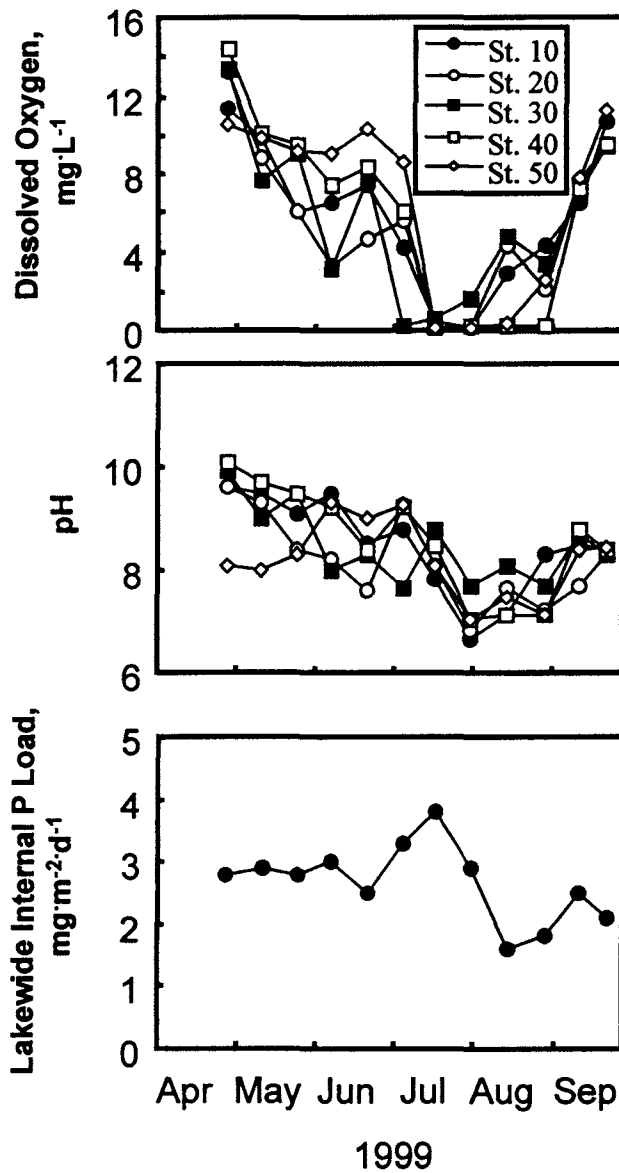 Dissolved Oxygen,
mg·L-1
16
12
8
4
0
St. 10
St. 20
St. 30
St. 40
St. 50
pH
12
10
8
6
Lakewide Internal P Load,
mg·m-2·d-1
5
4
3
2
1
0
Apr May Jun Jul Aug Sep
1999